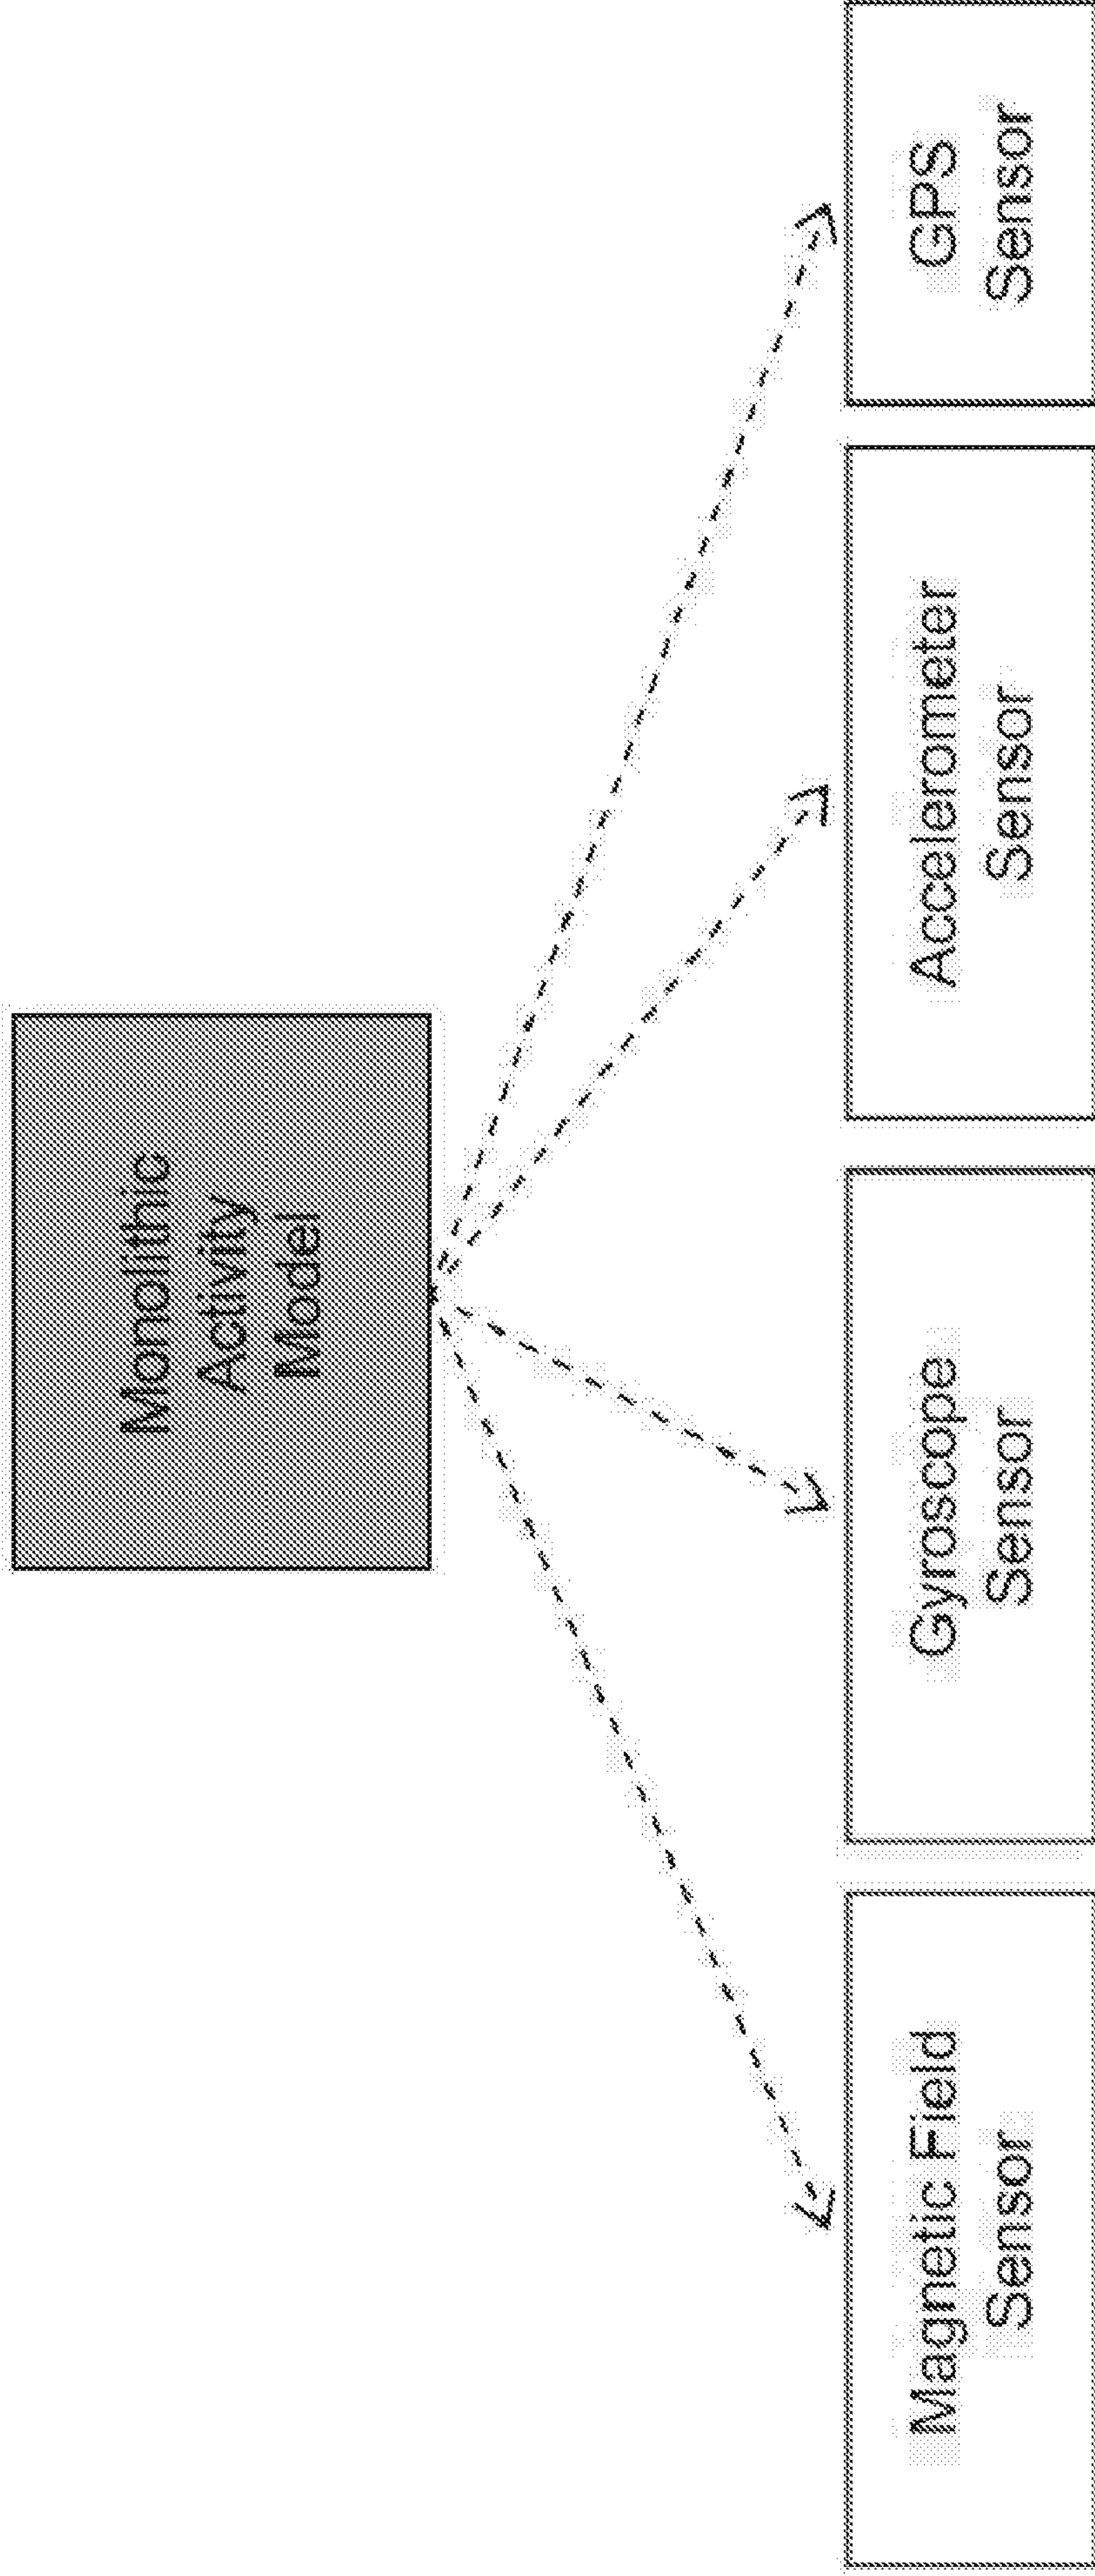 Monolithic
Activity
Model
Magnetic Field
Sensor
Gyroscope
Sensor
Accelerometer
Sensor
GPS
Sensor